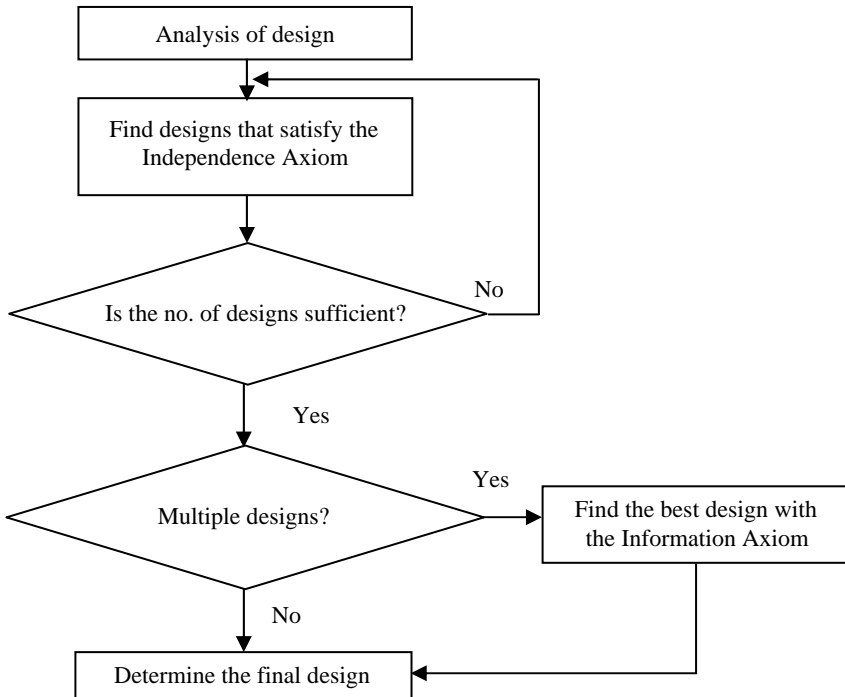 Analysis of design
Find designs that satisfy the
Independence Axiom
No
Is the no. of designs sufficient?
Yes
Yes
Multiple designs?
Find the best design with
the Information Axiom
No
Determine the final design